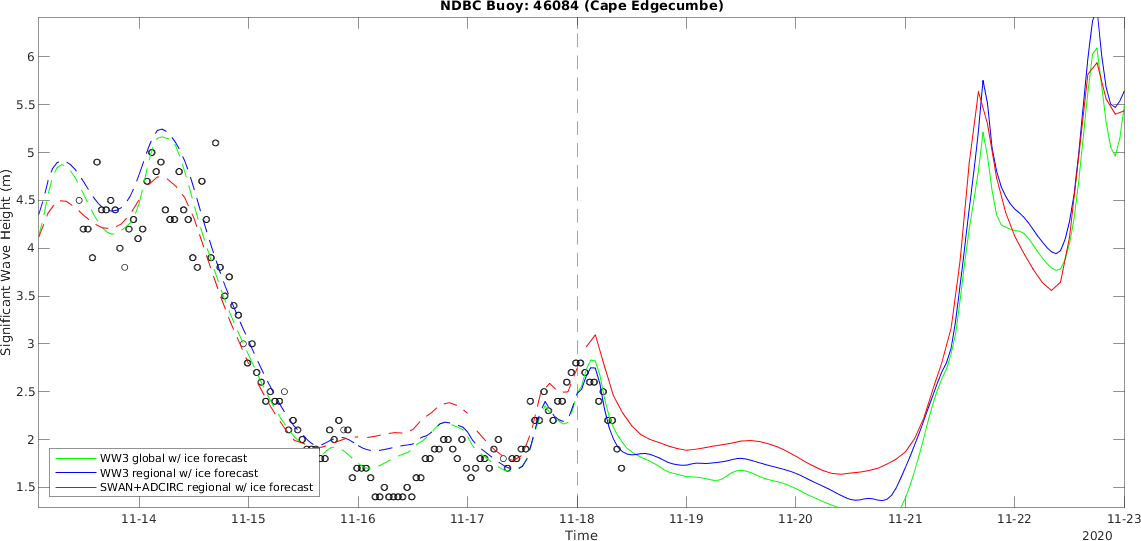 NDBC Buoy: 46084 (Cape Edgecumbe)
Significant Wave Height (m)
6
5.5
5
4.5
4
3.5
3
2.5
2
1.5
WW3 global w/ ice forecast
WW3 regional w/ ice forecast
SWAN+ADCIRC regional w/ ice forecast
11-14 11-15 11-16 11-17 11-18 11-19 11-20 11-21 11-22 11-23
Time
2020